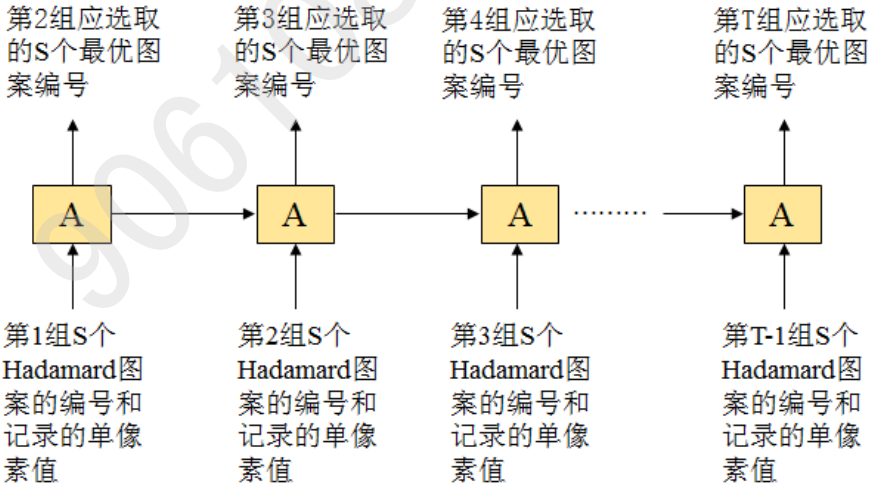 第2组应选取
的S个最优图
案编号
第3组应选取
的S个最优图
案编号
第4组应选取
的S个最优图
案编号
第T组应选取
的S个最优图
案编号
A
A
A
………
A
第1组S个
Hadamard图
案的编号和
记录的单像
素值
第2组S个
Hadamard图
案的编号和
记录的单像
素值
第3组S个
Hadamard图
案的编号和
记录的单像
素值
第T-1组S个
Hadamard图
案的编号和
记录的单像
素值